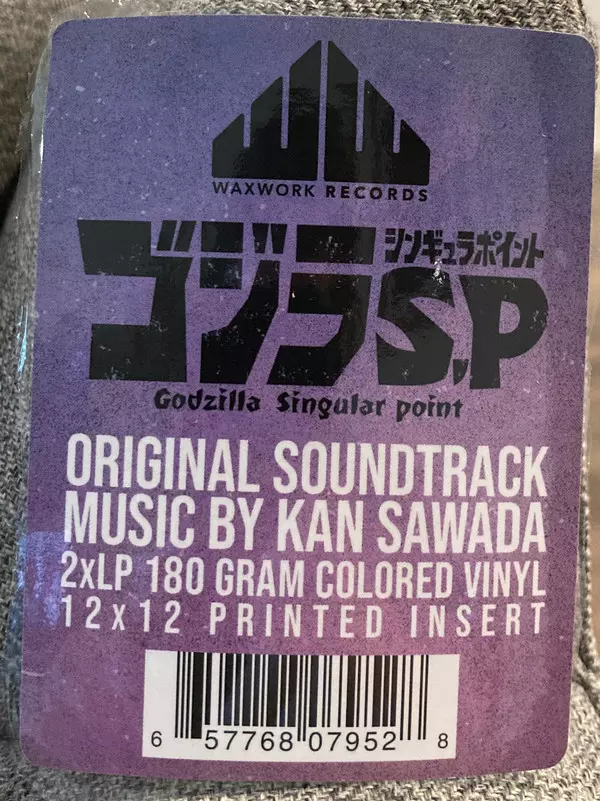 WAXWORK RECORDS
シンギュラポイント
ゴジラS.P
Godzilla Singular point
ORIGINAL SOUNDTRACK
MUSIC BY KAN SAWADA
2xLP 180 GRAM COLORED VINYL
12x12 PRINTED INSERT
6 57768 07952 8